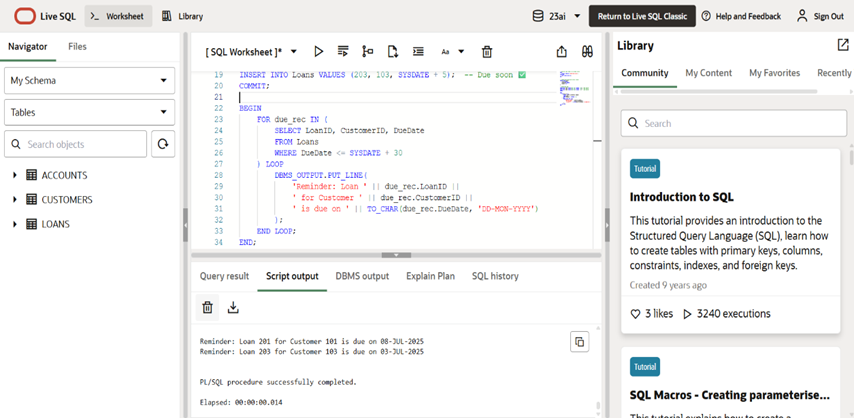 Live SQL
Worksheet
Library
23ai
Return to Live SQL Classic
Help and Feedback
Sign Out
Navigator
Files
My Schema
Tables
Search objects
ACCOUNTS
CUSTOMERS
LOANS
[ SQL Worksheet ]*
Aa
19 INSERT INTO Loans VALUES (203, 103, SYSDATE + 5);  -- Due soon ✅
20 COMMIT;
21
22 BEGIN
23     FOR due_rec IN (
24         SELECT LoanID, CustomerID, DueDate
25         FROM Loans
26         WHERE DueDate <= SYSDATE + 30
27     ) LOOP
28         DBMS_OUTPUT.PUT_LINE(
29             'Reminder: Loan ' || due_rec.LoanID ||
30             ' for Customer ' || due_rec.CustomerID ||
31             ' is due on ' || TO_CHAR(due_rec.DueDate, 'DD-MON-YYYY')
32         );
33     END LOOP;
34 END;
Query result
Script output
DBMS output
Explain Plan
SQL history
Reminder: Loan 201 for Customer 101 is due on 08-JUL-2025
Reminder: Loan 203 for Customer 103 is due on 03-JUL-2025
PL/SQL procedure successfully completed.
Elapsed: 00:00:00.014
Library
Community
My Content
My Favorites
Recently
Search
Tutorial
Introduction to SQL
This tutorial provides an introduction to the
Structured Query Language (SQL), learn how
to create tables with primary keys, columns,
constraints, indexes, and foreign keys.
Created 9 years ago
3 likes
3240 executions
Tutorial
SQL Macros - Creating parameterise...